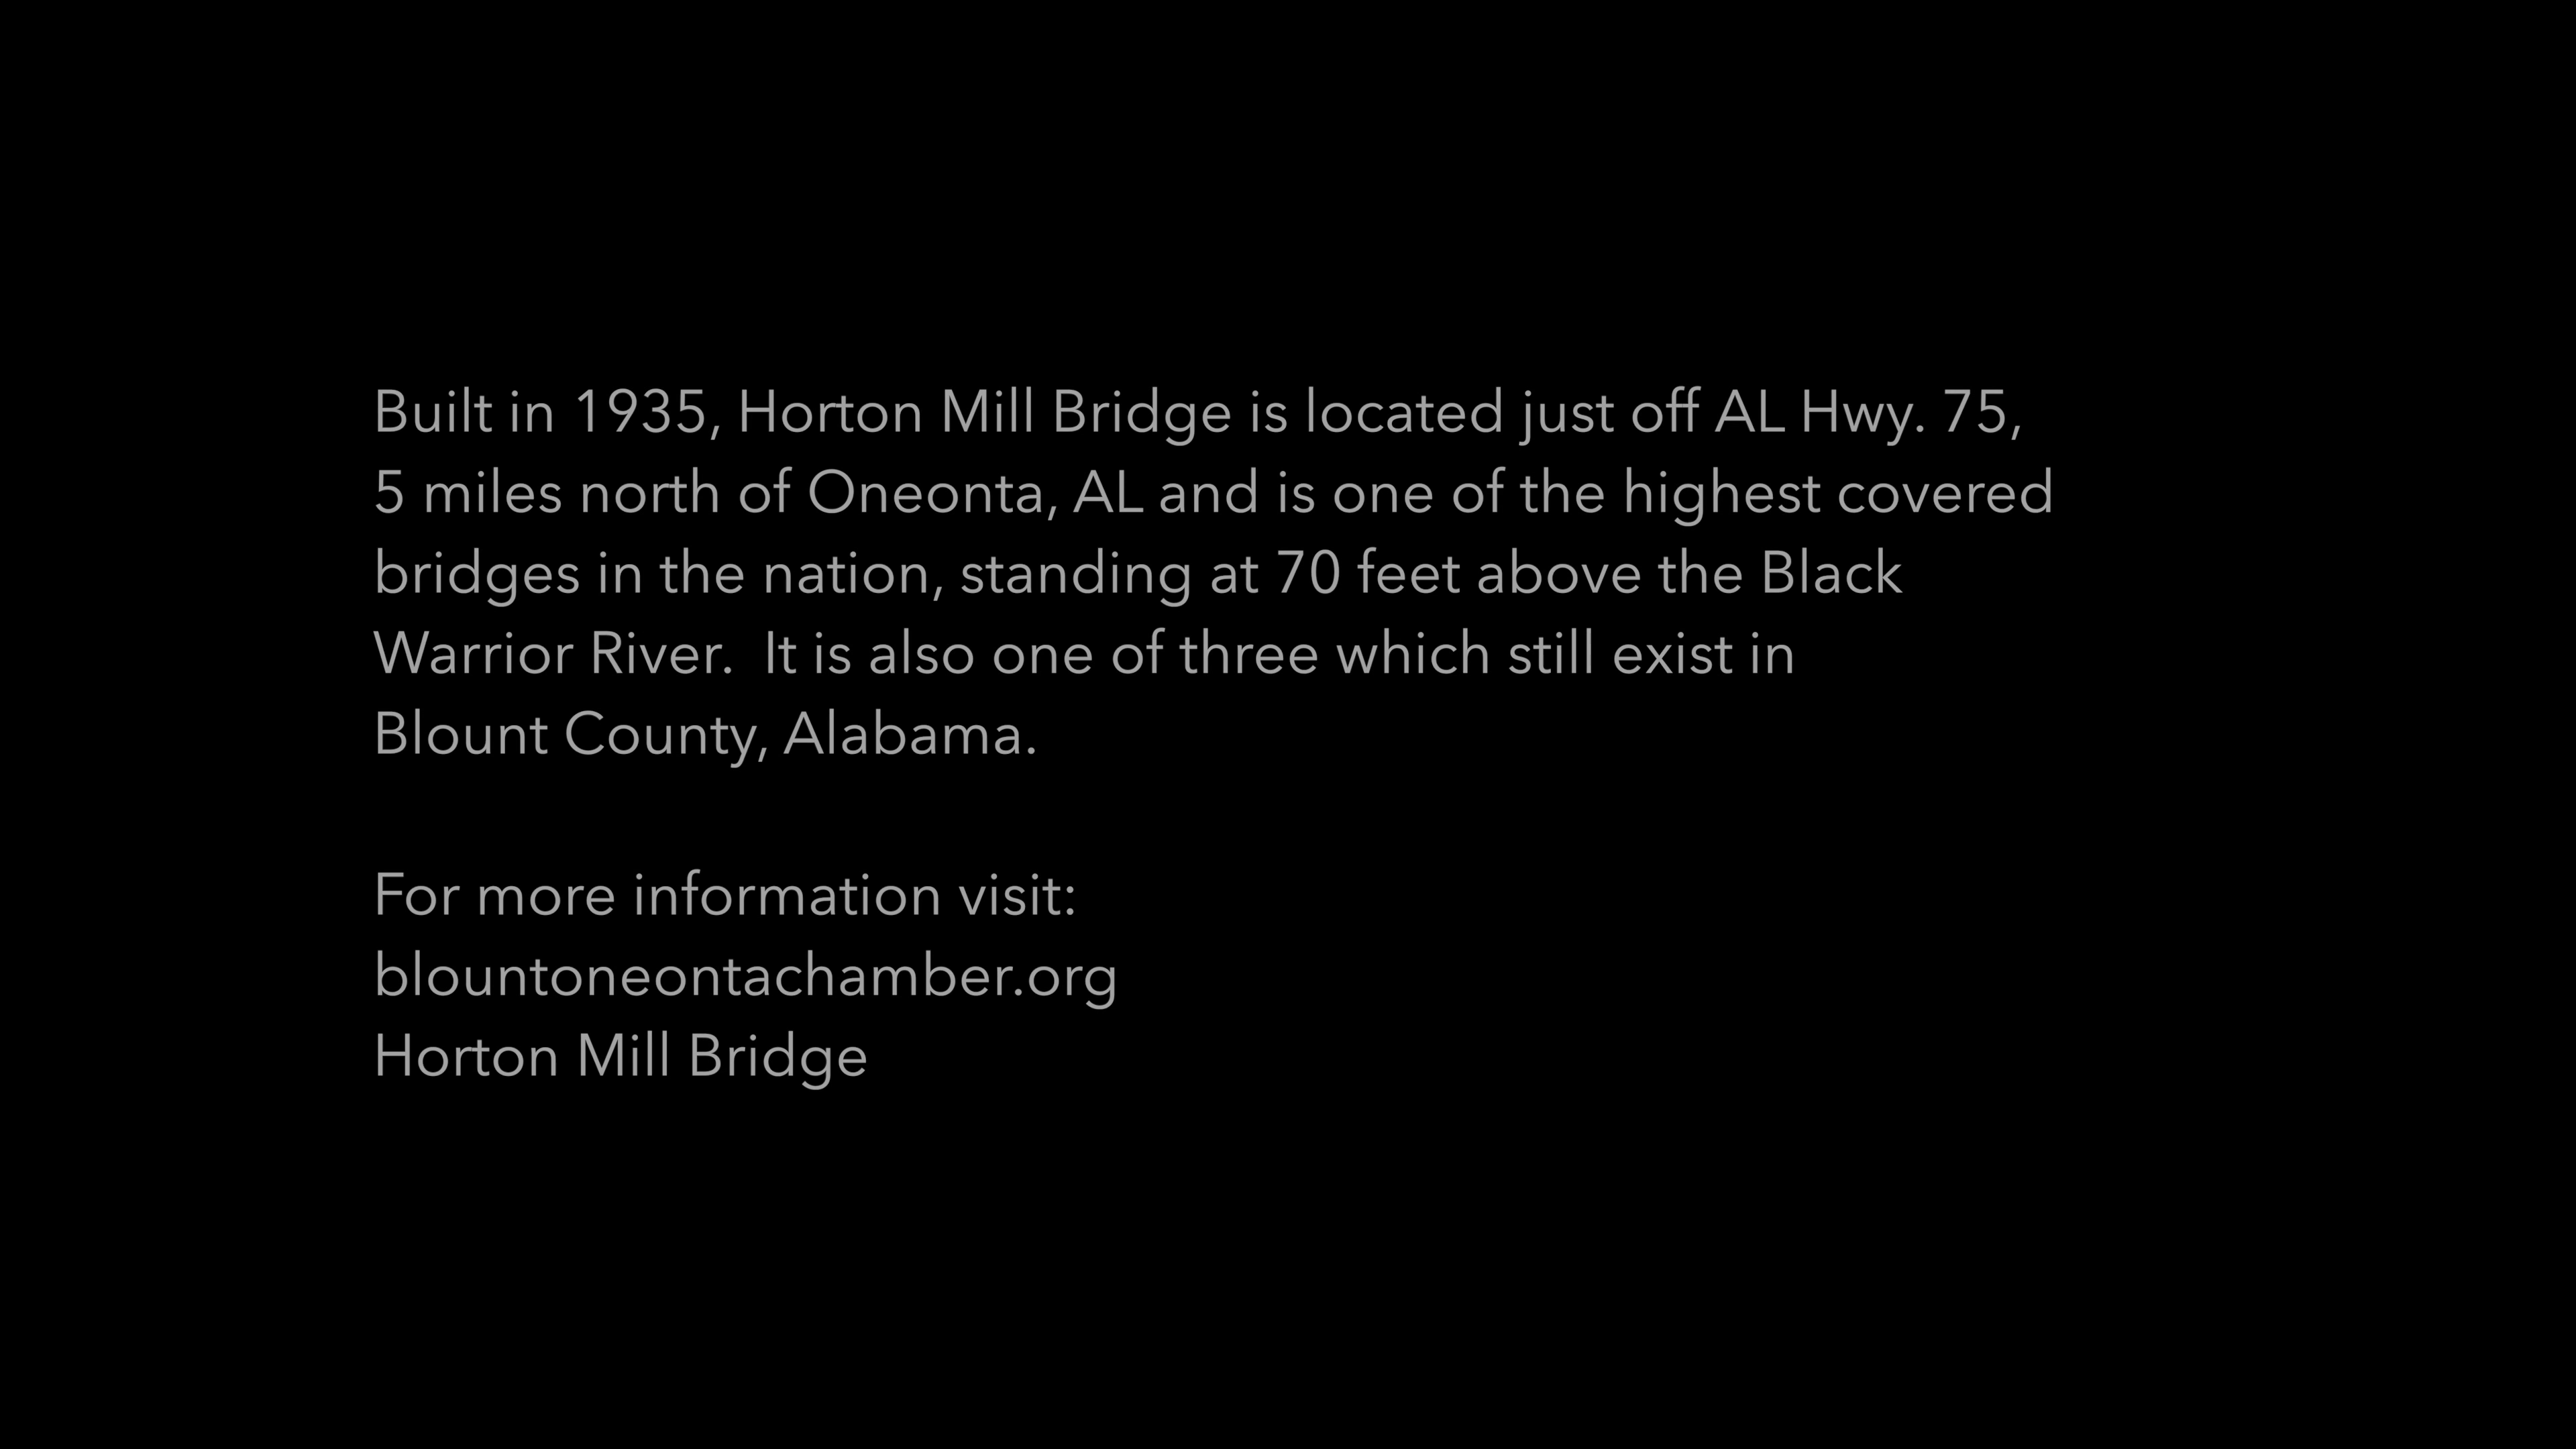 Built in 1935, Horton Mill Bridge is located just off AL Hwy. 75,
5 miles north of Oneonta, AL and is one of the highest covered
bridges in the nation, standing at 70 feet above the Black
Warrior River.  It is also one of three which still exist in
Blount County, Alabama.
For more information visit:
blountoneontachamber.org
Horton Mill Bridge